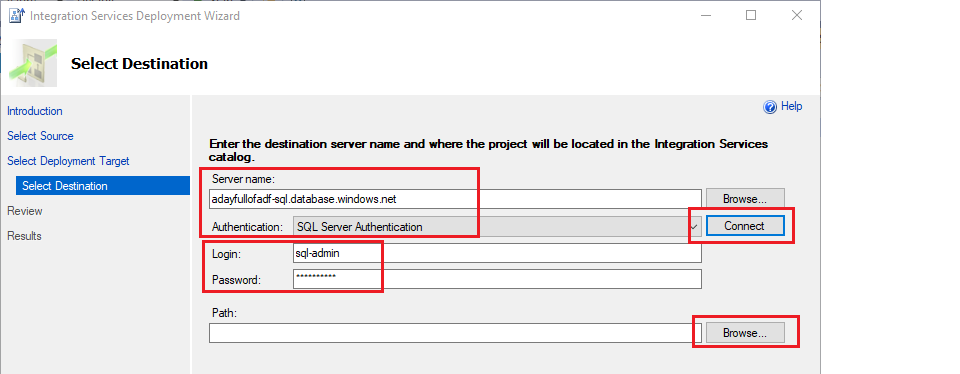 Integration Services Deployment Wizard
Select Destination
Help
Introduction
Select Source
Select Deployment Target
Select Destination
Review
Results
Enter the destination server name and where the project will be located in the Integration Services
catalog.
Server name:
adayfullofadf-sql.database.windows.net
Browse...
Authentication:
SQL Server Authentication
Connect
Login:
sql-admin
Password:
**********
Path:
Browse...